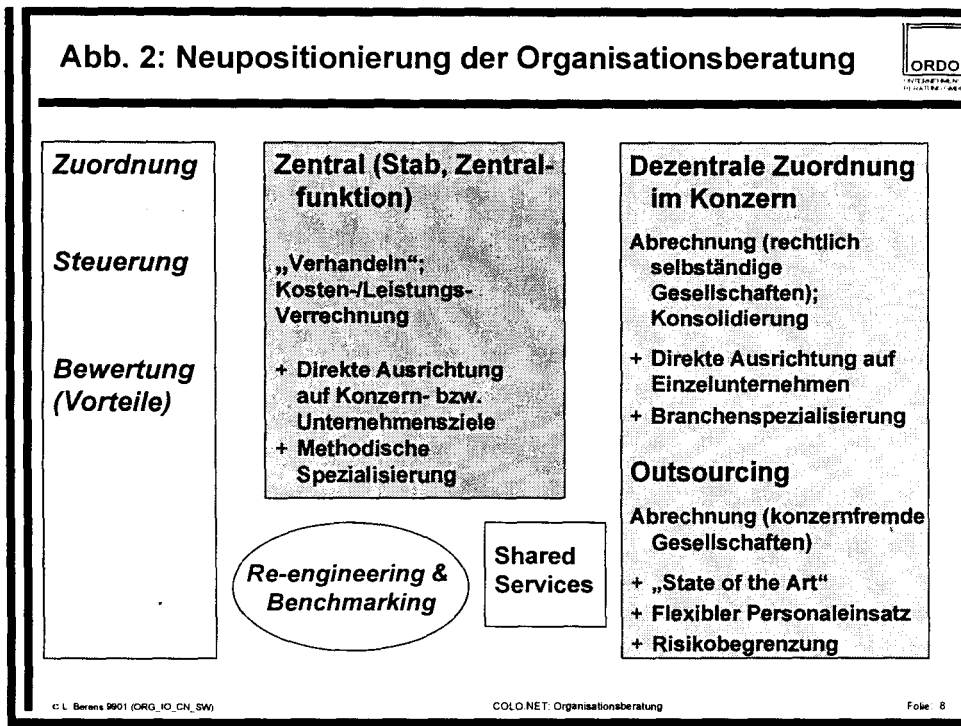 Abb. 2: Neupositionierung der Organisationsberatung
ORDO
Zuordnung
Steuerung
Bewertung
(Vorteile)
Zentral (Stab, Zentral-
funktion)
„Verhandeln“;
Kosten-/Leistungs-
Verrechnung
+ Direkte Ausrichtung
auf Konzern- bzw.
Unternehmensziele
+ Methodische
Spezialisierung
Re-engineering &
Benchmarking
Shared
Services
Dezentrale Zuordnung
im Konzern
Abrechnung (rechtlich
selbständige
Gesellschaften);
Konsolidierung
+ Direkte Ausrichtung auf
Einzelunternehmen
+ Branchenspezialisierung
Outsourcing
Abrechnung (konzernfremde
Gesellschaften)
+ „State of the Art“
+ Flexibler Personaleinsatz
+ Risikobegrenzung
C.L. Berens 9901 (ORG_IO_CN_SW)
COLO.NET: Organisationsberatung
Folie: 8